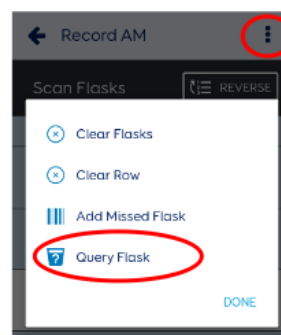 Record AM
Scan Flasks
REVERSE
Clear Flasks
Clear Row
Add Missed Flask
Query Flask
DONE